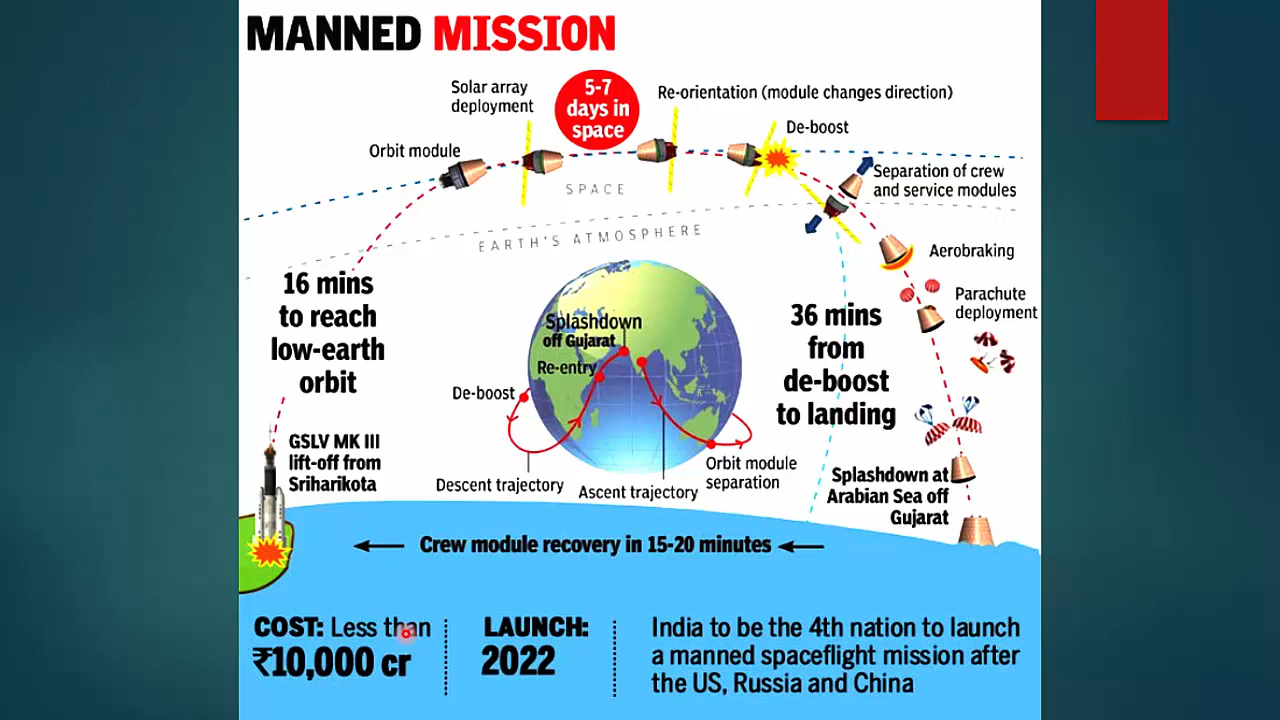 MANNED MISSION
Solar array
deployment
5-7
days in
space
Re-orientation (module changes direction)
De-boost
Orbit module
Separation of crew
and service modules
SPACE
EARTH'S ATMOSPHERE
Aerobraking
16 mins
to reach
low-earth
orbit
Parachute
deployment
36 mins
from
de-boost
to landing
Splashdown
off Gujarat
Re-entry
De-boost
GSLV MK III
lift-off from
Sriharikota
Descent trajectory
Ascent trajectory
Orbit module
separation
Splashdown at
Arabian Sea off
Gujarat
Crew module recovery in 15-20 minutes
COST: Less than
₹10,000 cr
LAUNCH:
2022
India to be the 4th nation to launch
a manned spaceflight mission after
the US, Russia and China